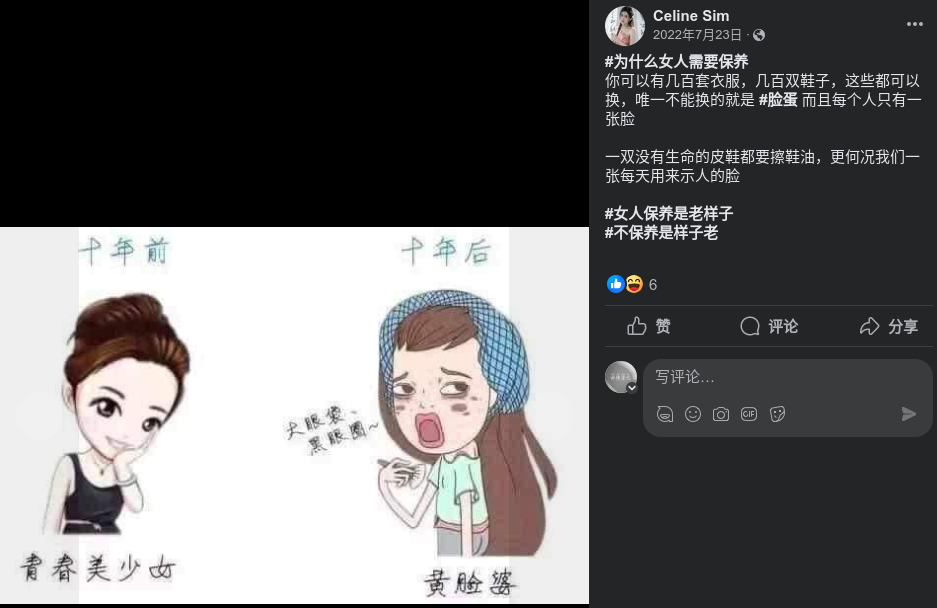 十年前
十年后
大眼袋、
黑眼圈~
青春美少女
黄脸婆
Celine Sim
2022年7月23日 ·
#为什么女人需要保养
你可以有几百套衣服，几百双鞋子，这些都可以
换，唯一不能换的就是 #脸蛋 而且每个人只有一
张脸
一双没有生命的皮鞋都要擦鞋油，更何况我们一
张每天用来示人的脸
#女人保养是老样子
#不保养是样子老
6
赞
评论
分享
写评论…
GIF